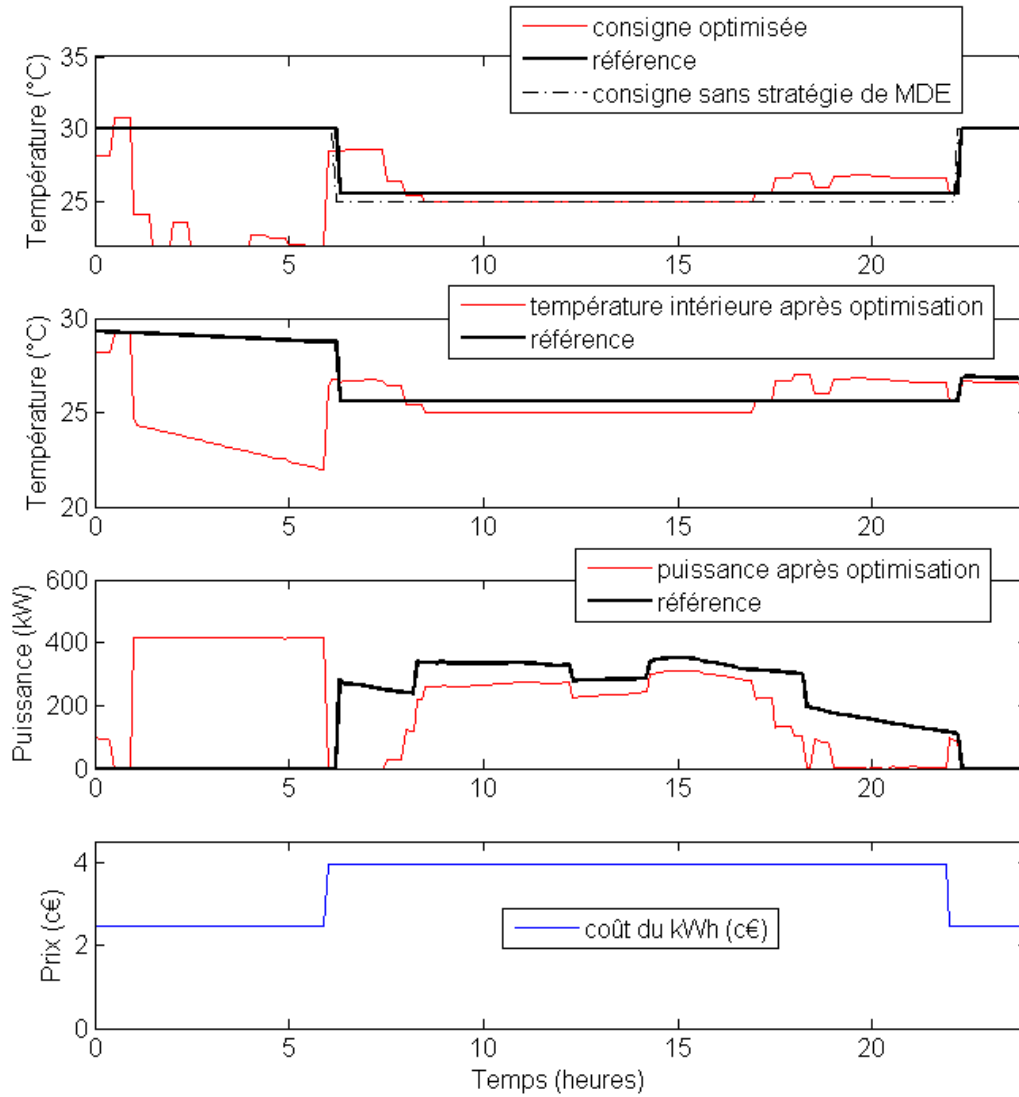 consigne optimisée
référence
consigne sans stratégie de MDE
Température (°C)
35
30
25
0 5 10 15 20
température intérieure après optimisation
référence
Température (°C)
30
25
20
0 5 10 15 20
puissance après optimisation
référence
Puissance (kW)
600
400
200
0
0 5 10 15 20
Prix (c€)
4
2
0
coût du kWh (c€)
0 5 10 15 20
Temps (heures)